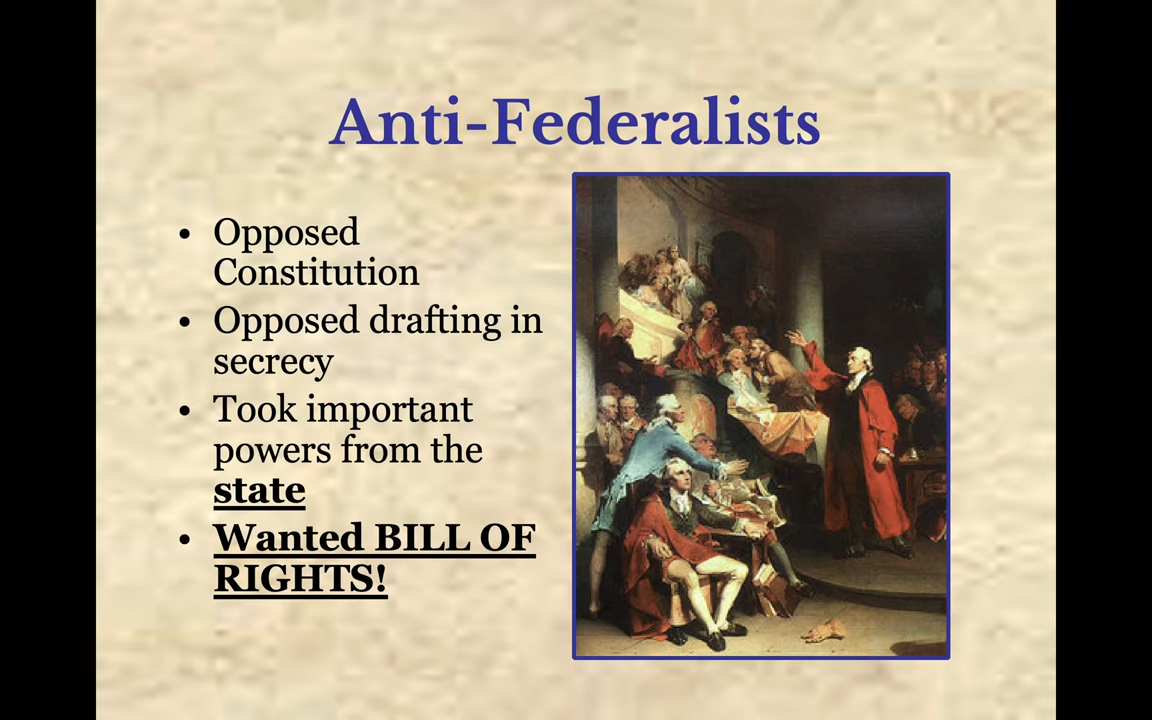 Anti-Federalists
• Opposed
Constitution
• Opposed drafting in
secrecy
• Took important
powers from the
state
• Wanted BILL OF
RIGHTS!